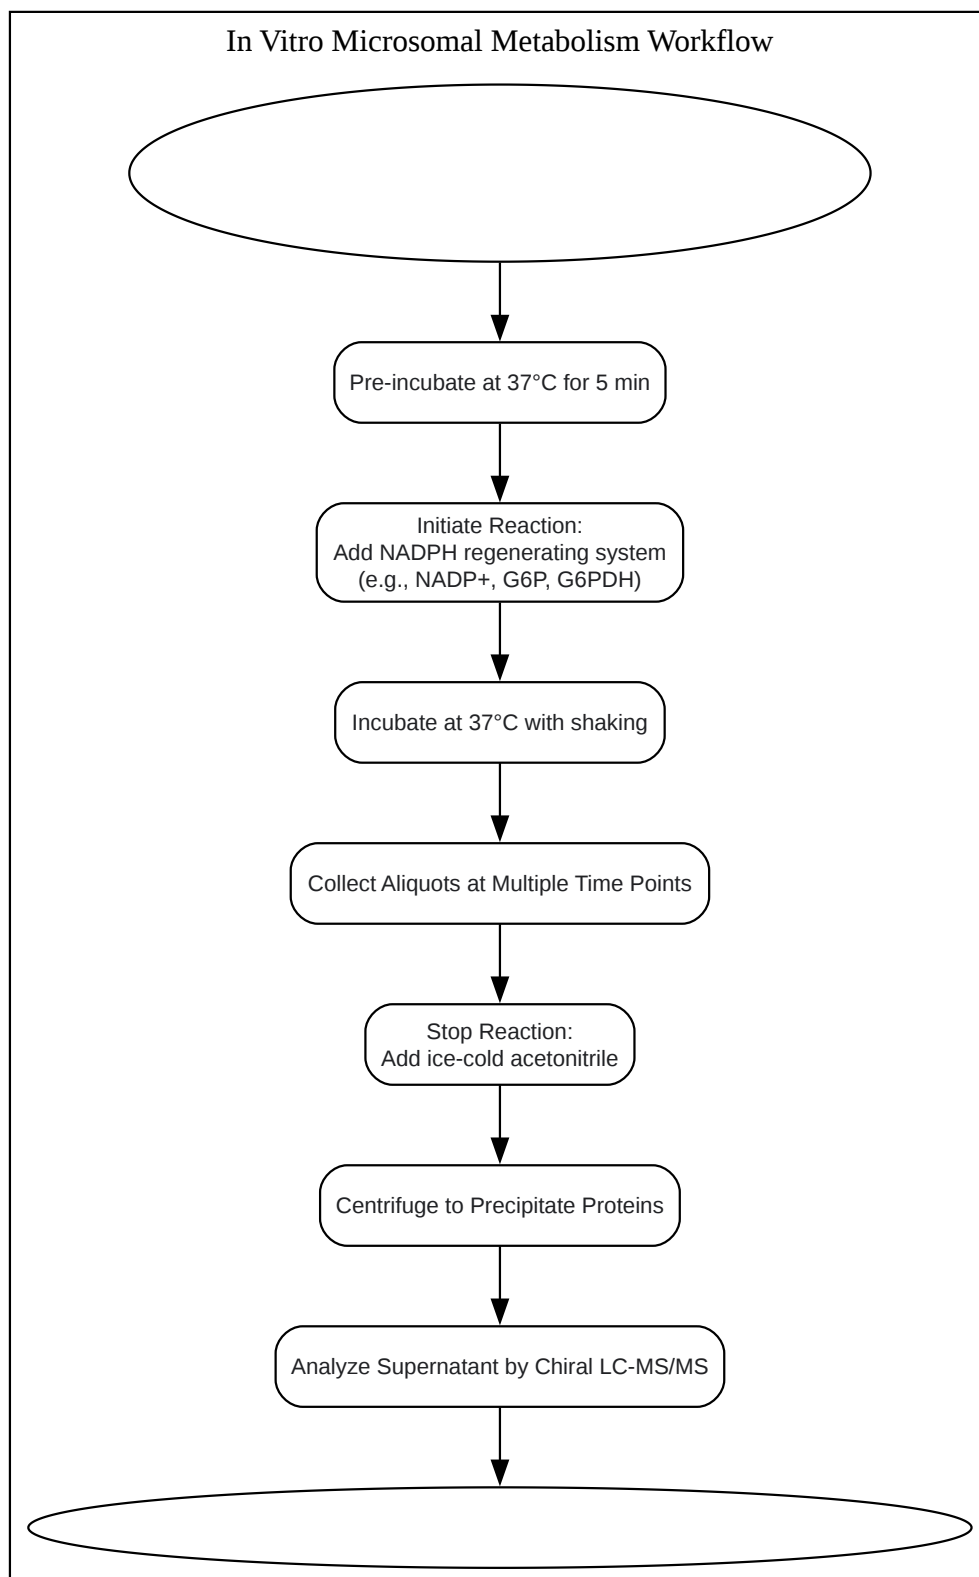 In Vitro Microsomal Metabolism Workflow
Pre-incubate at 37°C for 5 min
Initiate Reaction:
Add NADPH regenerating system
(e.g., NADP+, G6P, G6PDH)
Incubate at 37°C with shaking
Collect Aliquots at Multiple Time Points
Stop Reaction:
Add ice-cold acetonitrile
Centrifuge to Precipitate Proteins
Analyze Supernatant by Chiral LC-MS/MS